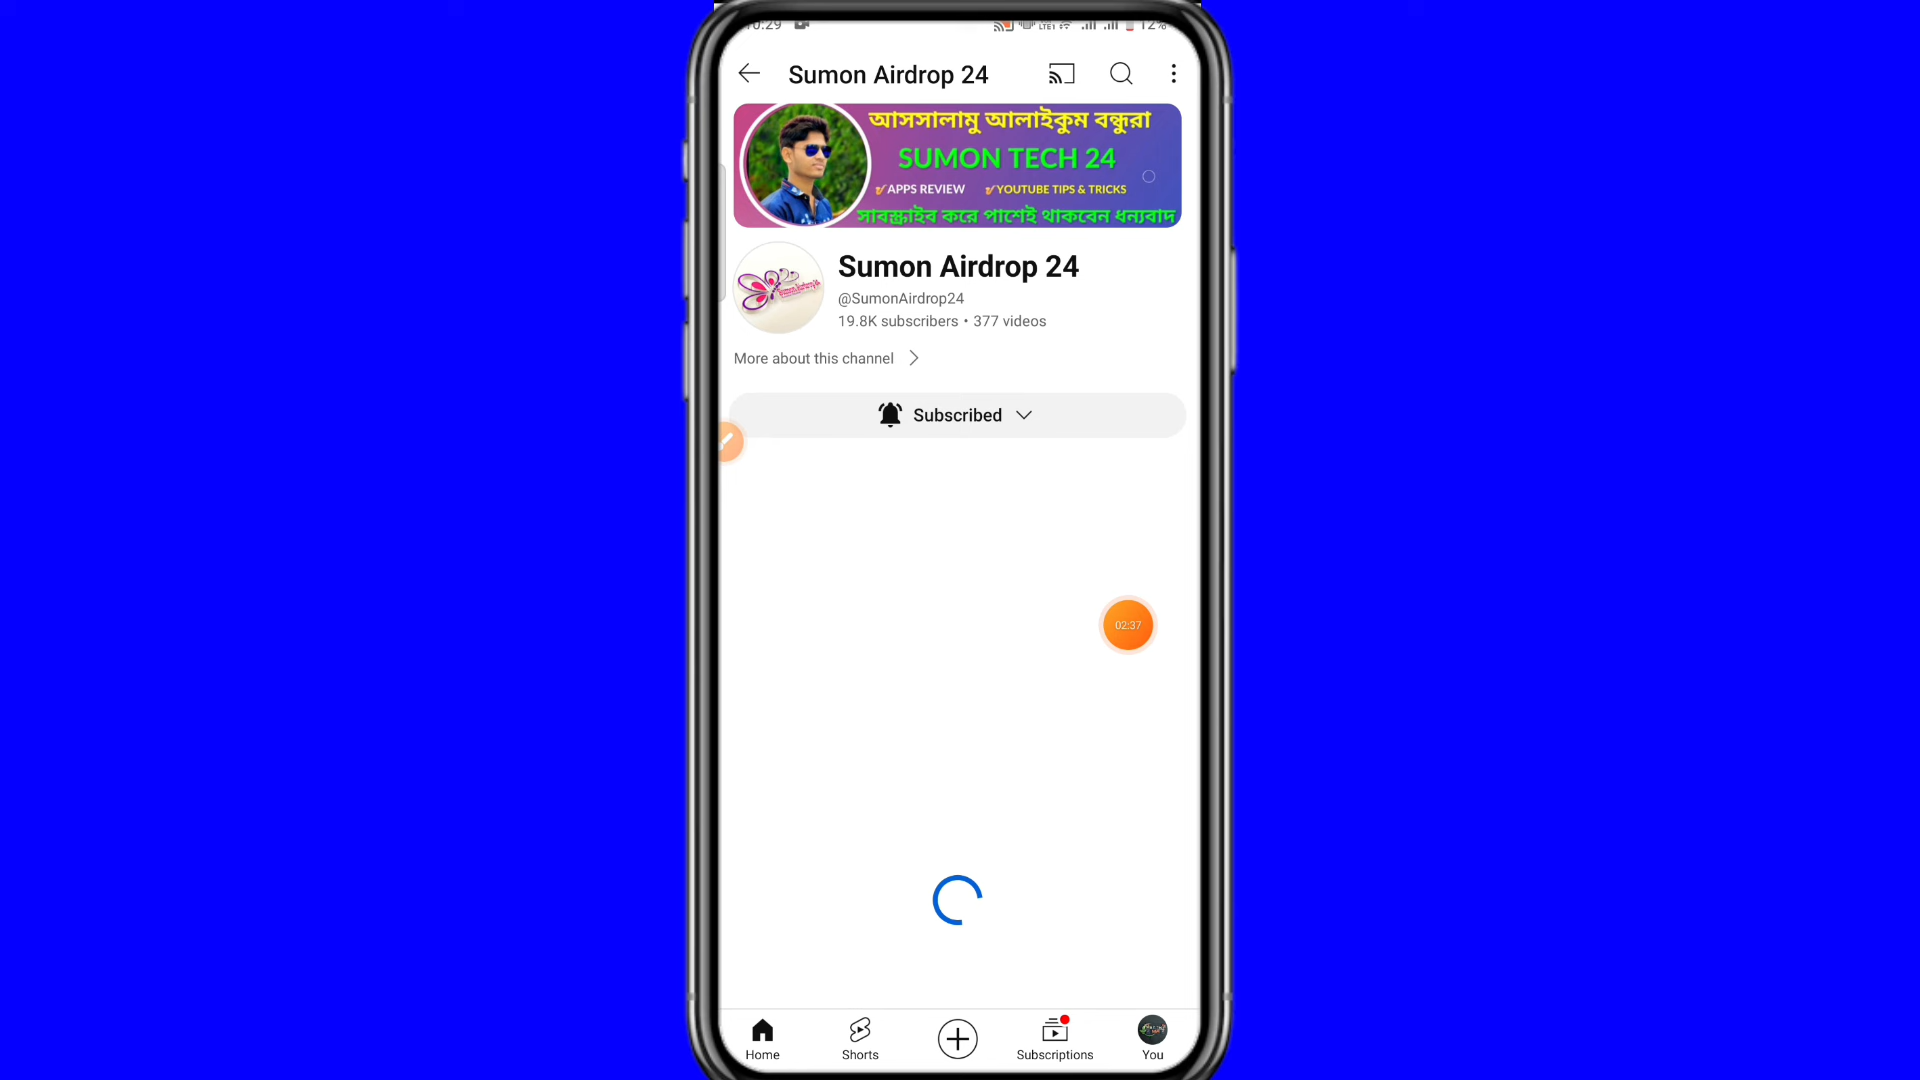 12%
Sumon Airdrop 24
আসসালামু আলাইকুম বন্ধুরা
SUMON TECH 24
APPS REVIEW YOUTUBE TIPS & TRICKS
সাবস্ক্রাইব করে পাশেই থাকবেন ধন্যবাদ
Sumon Airdrop 24
@SumonAirdrop24
19.8K subscribers • 377 videos
More about this channel
Subscribed
02:37
Home Shorts Subscriptions You